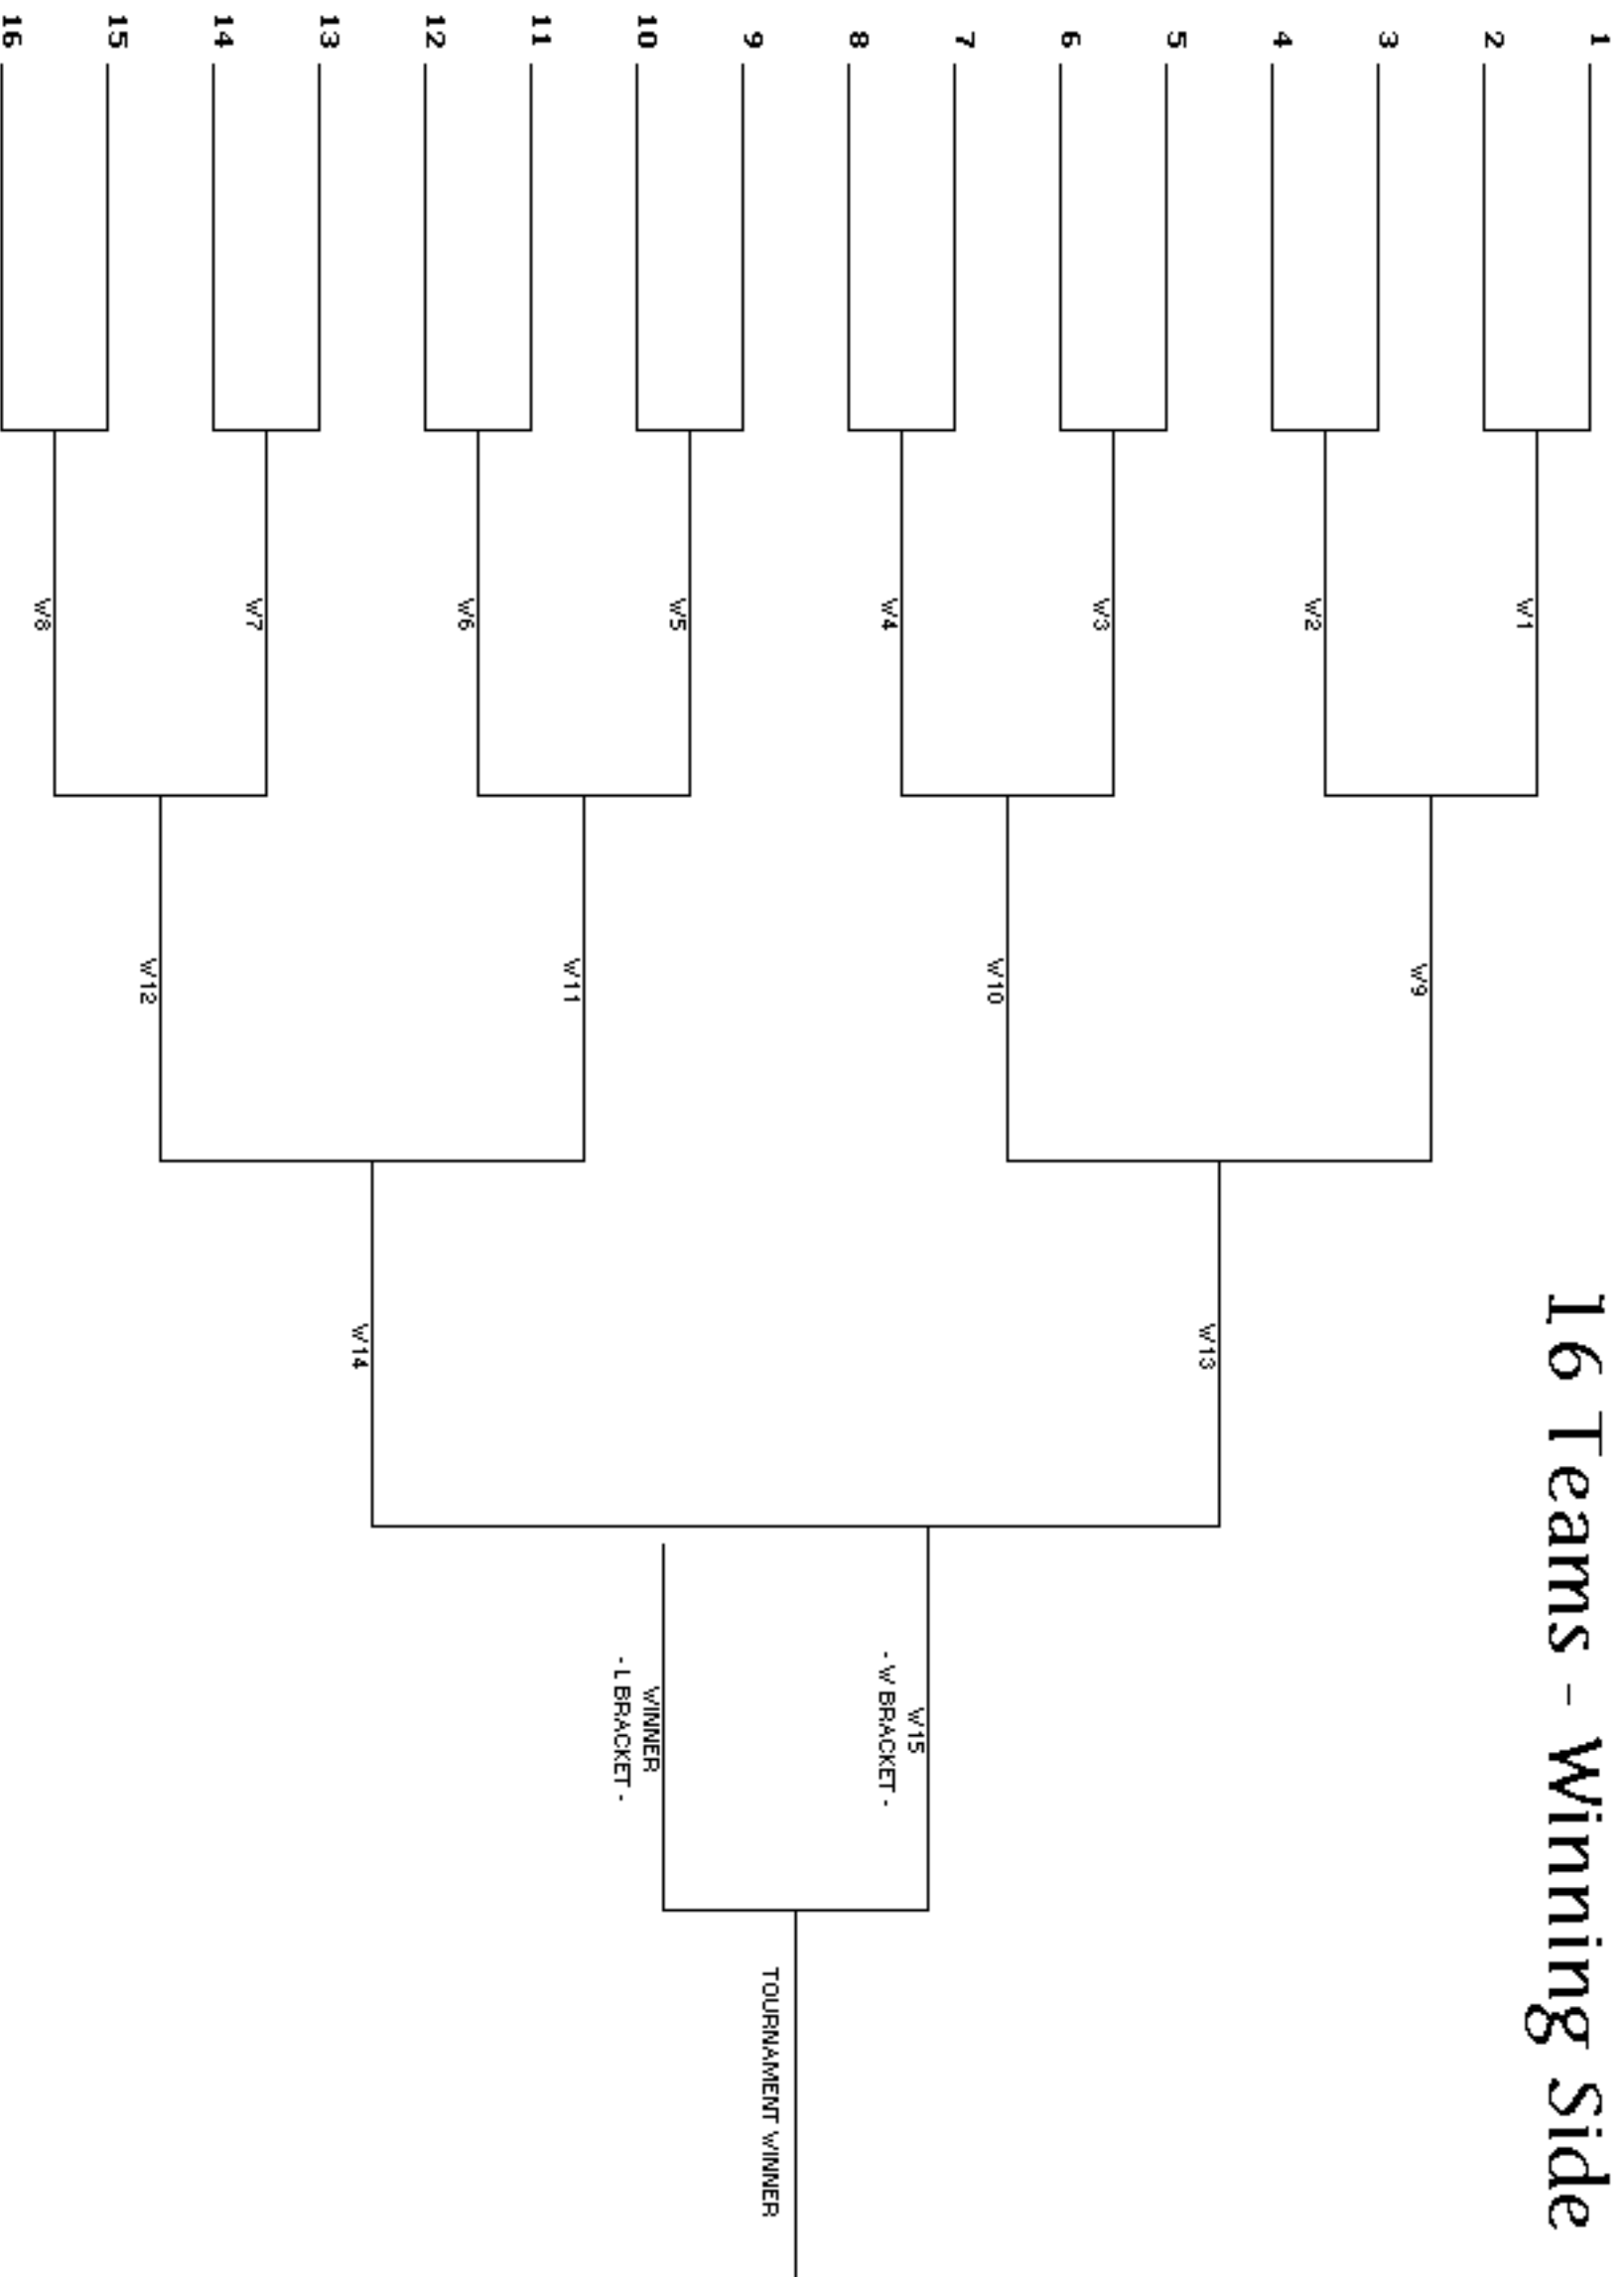 16 Teams - Winning Side
1
2
3
4
5
6
7
8
9
10
11
12
13
14
15
16
W1
W2
W3
W4
W5
W6
W7
W8
W9
W10
W11
W12
W13
W14
W15
- W BRACKET -
WINNER
- L BRACKET -
TOURNAMENT WINNER